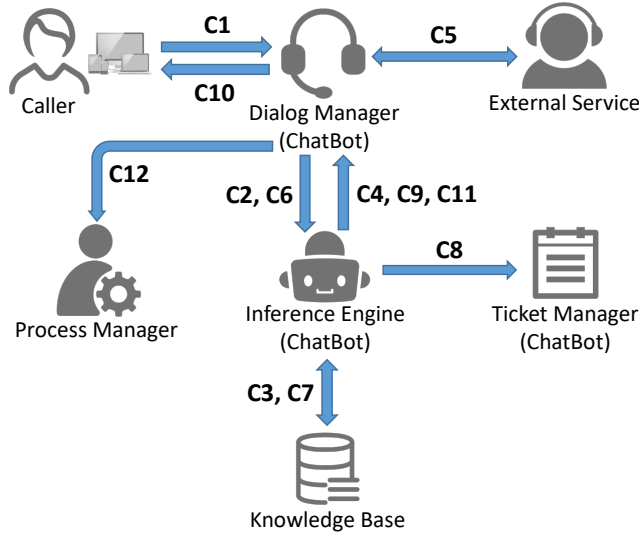 C1
C5
C10
Caller
Dialog Manager
(ChatBot)
External Service
C12
C2, C6
C4, C9, C11
C8
Process Manager
Inference Engine
(ChatBot)
Ticket Manager
(ChatBot)
C3, C7
Knowledge Base